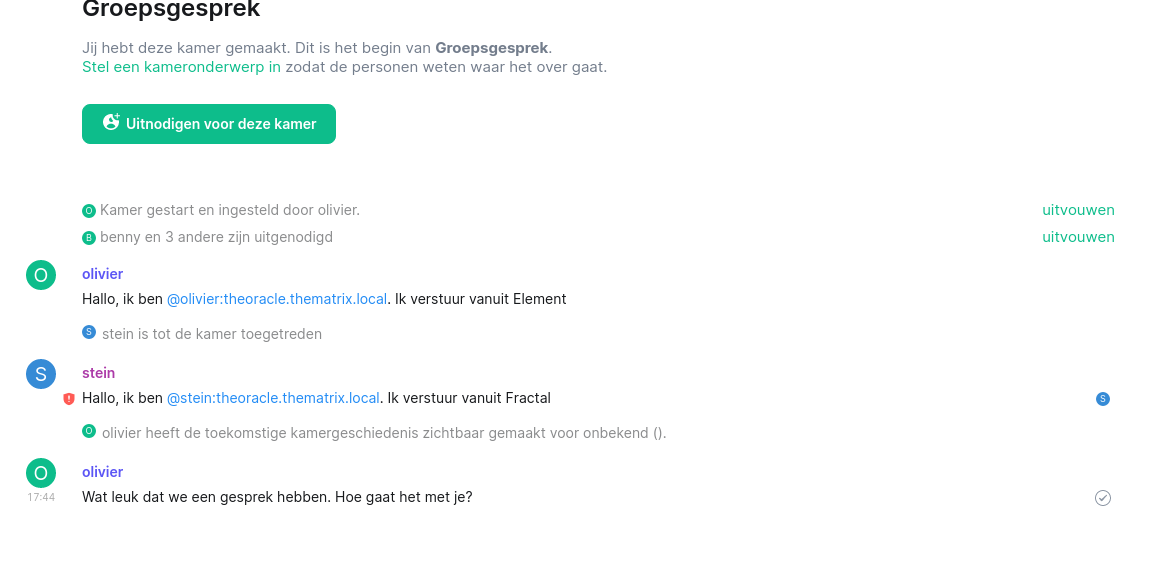 Groepsgesprek
Jij hebt deze kamer gemaakt. Dit is het begin van Groepsgesprek.
Stel een kameronderwerp in zodat de personen weten waar het over gaat.
Uitnodigen voor deze kamer
O Kamer gestart en ingesteld door olivier. uitvouwen
B benny en 3 andere zijn uitgenodigd uitvouwen
O olivier
Hallo, ik ben @olivier:theoracle.thematrix.local. Ik verstuur vanuit Element
S stein is tot de kamer toegetreden
S stein
Hallo, ik ben @stein:theoracle.thematrix.local. Ik verstuur vanuit Fractal S
O olivier heeft de toekomstige kamergeschiedenis zichtbaar gemaakt voor onbekend ().
O olivier
17:44 Wat leuk dat we een gesprek hebben. Hoe gaat het met je?